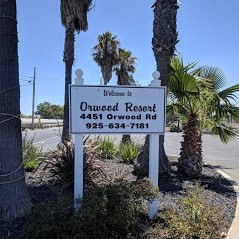 Welcome to
Orwood Resort
4451 Orwood Rd
925-634-7181